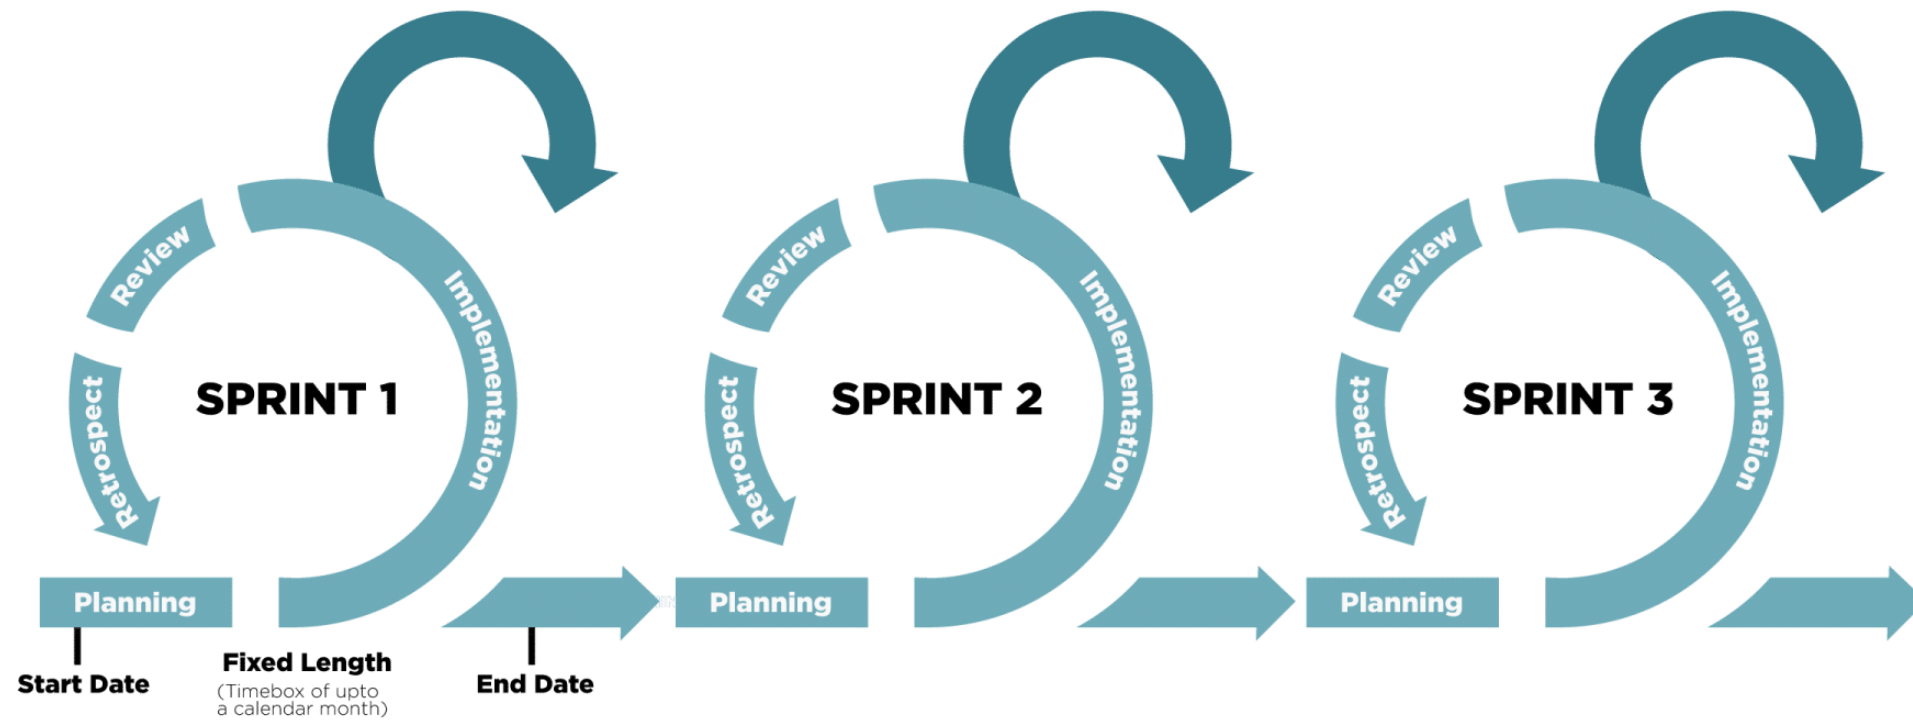 Review
Implementation
Retrospect
SPRINT 1
Planning
Start Date
Fixed Length
(Timebox of upto
a calendar month)
End Date
Review
Implementation
Retrospect
SPRINT 2
Planning
Review
Implementation
Retrospect
SPRINT 3
Planning